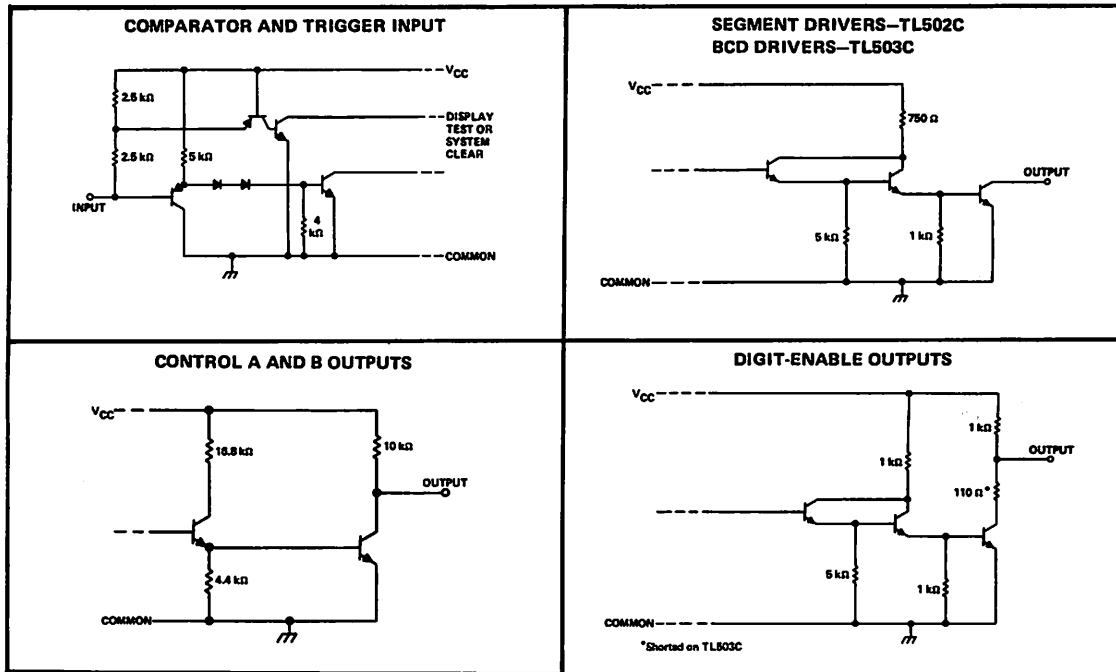 COMPARATOR AND TRIGGER INPUT
VCC
2.5 kΩ
DISPLAY
TEST OR
SYSTEM
CLEAR
2.5 kΩ
5 kΩ
INPUT
4
kΩ
COMMON
SEGMENT DRIVERS–TL502C
BCD DRIVERS–TL503C
VCC
750 Ω
OUTPUT
5 kΩ
1 kΩ
COMMON
CONTROL A AND B OUTPUTS
VCC
10 kΩ
OUTPUT
4.4 kΩ
COMMON
DIGIT-ENABLE OUTPUTS
VCC
1 kΩ
OUTPUT
1 kΩ
110 Ω*
5 kΩ
1 kΩ
COMMON
*Shorted on TL503C